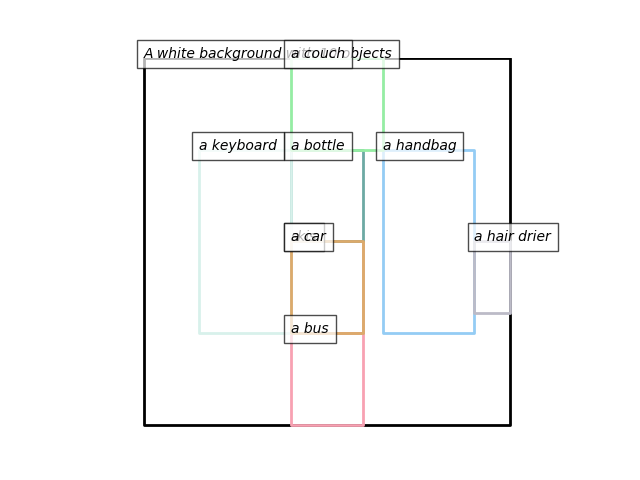 A white background with objects
a couch
a keyboard
a bottle
a handbag
a car
a hair drier
a bus